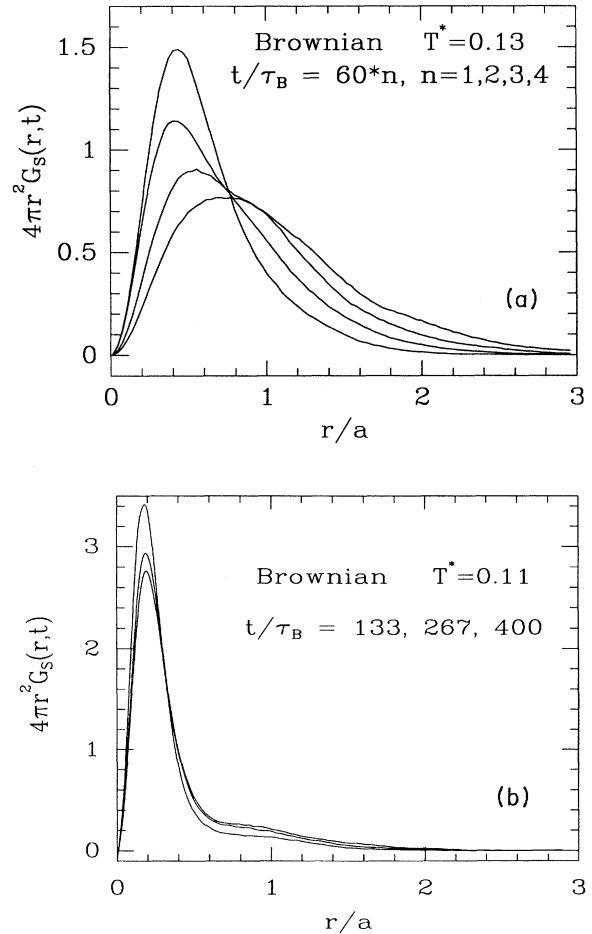 Brownian T*=0.13
t/τB = 60*n, n=1,2,3,4
1.5
1
0.5
0
4πr²GS(r,t)
(a)
0 1 2 3
r/a
Brownian T*=0.11
t/τB = 133, 267, 400
3
2
1
0
4πr²GS(r,t)
(b)
0 1 2 3
r/a